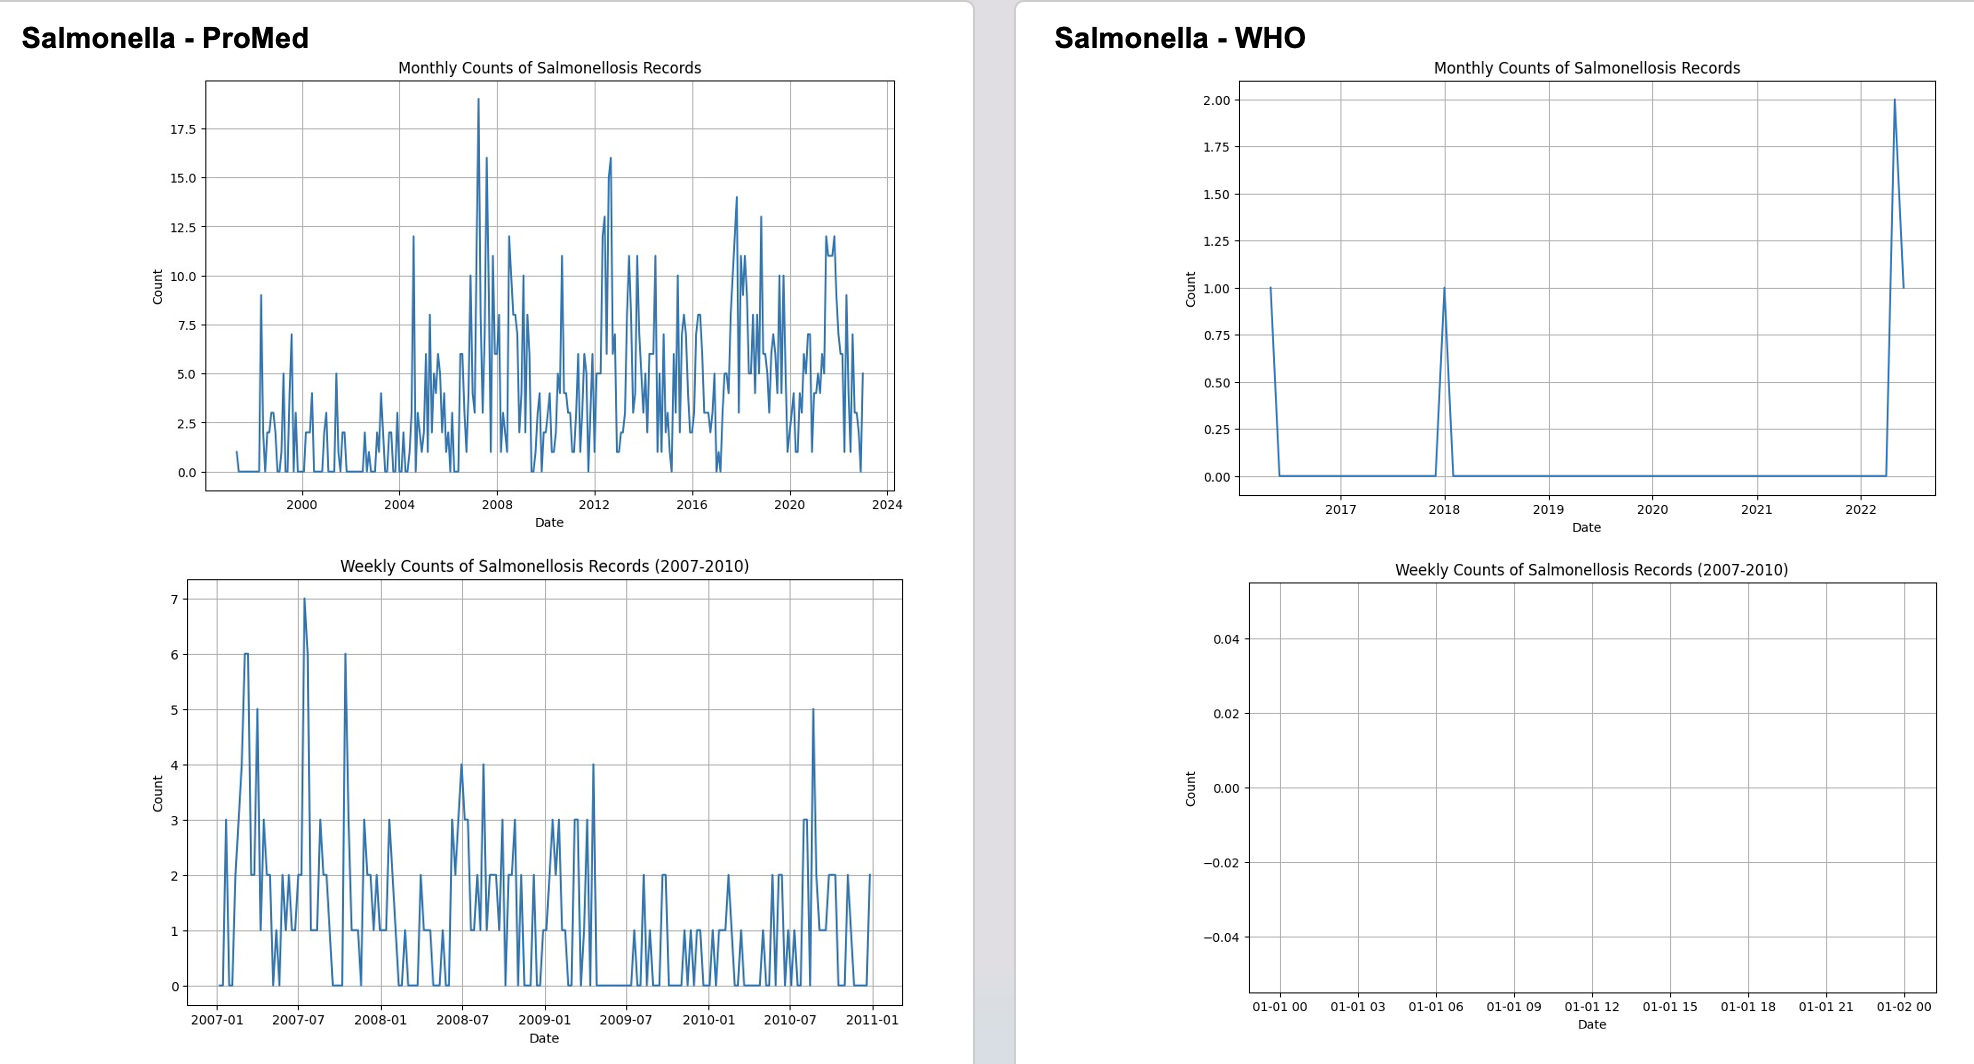 Salmonella - ProMed
Monthly Counts of Salmonellosis Records
17.5
15.0
12.5
10.0
7.5
5.0
2.5
0.0
Count
2000 2004 2008 2012 2016 2020 2024
Date
Weekly Counts of Salmonellosis Records (2007-2010)
7
6
5
4
3
2
1
0
Count
2007-01 2007-07 2008-01 2008-07 2009-01 2009-07 2010-01 2010-07 2011-01
Date
Salmonella - WHO
Monthly Counts of Salmonellosis Records
2.00
1.75
1.50
1.25
1.00
0.75
0.50
0.25
0.00
Count
2017 2018 2019 2020 2021 2022
Date
Weekly Counts of Salmonellosis Records (2007-2010)
0.04
0.02
0.00
−0.02
−0.04
Count
01-01 00 01-01 03 01-01 06 01-01 09 01-01 12 01-01 15 01-01 18 01-01 21 01-02 00
Date